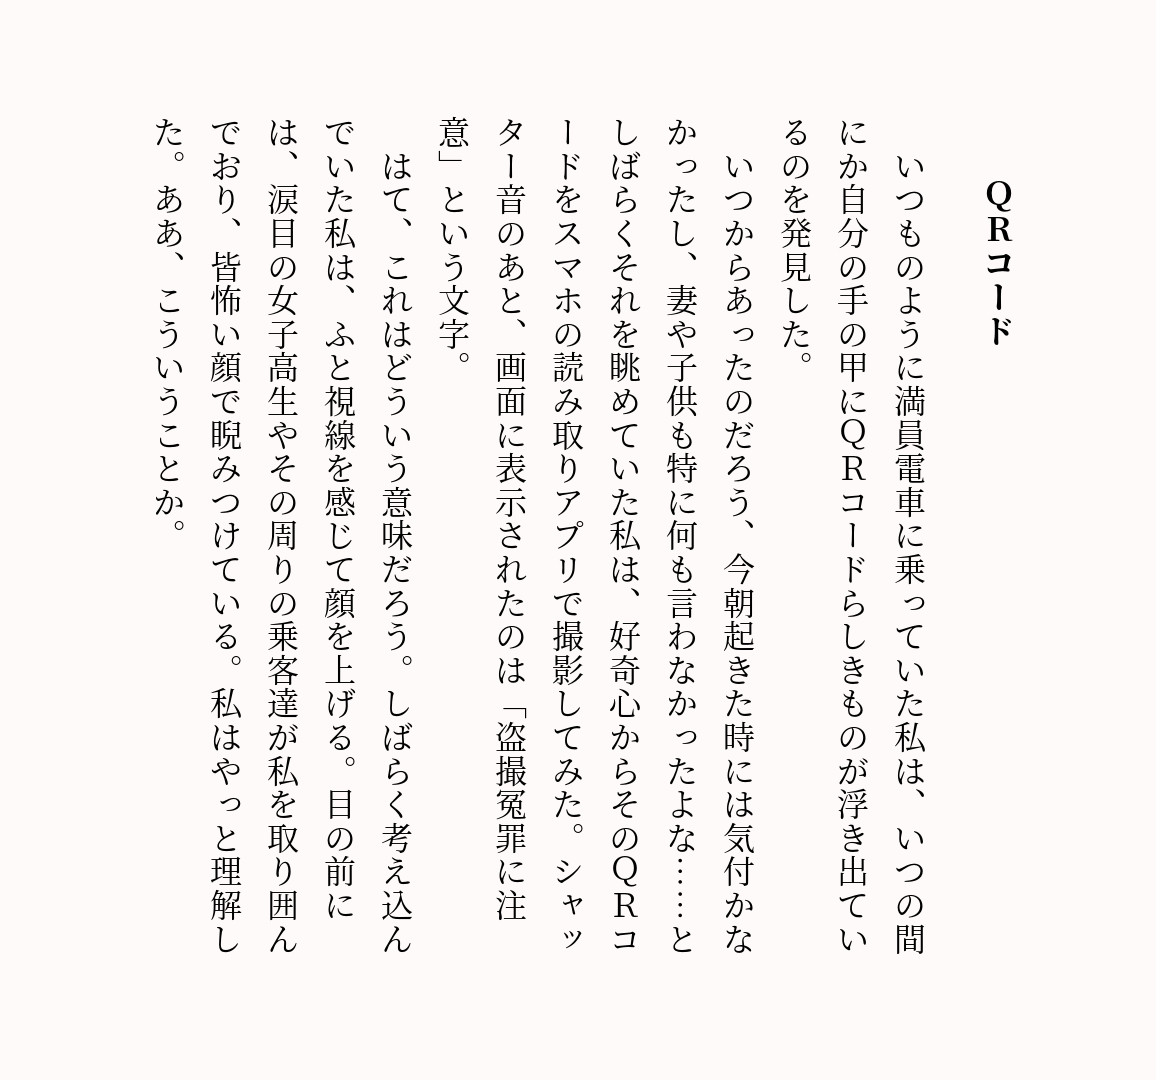 QRコード
いつものように満員電車に乗っていた私は、いつの間
にか自分の手の甲にQRコードらしきものが浮き出てい
るのを発見した。
いつからあったのだろう、今朝起きた時には気付かな
かったし、妻や子供も特に何も言わなかったよな……と
しばらくそれを眺めていた私は、好奇心からそのQRコ
ードをスマホの読み取りアプリで撮影してみた。シャッ
ター音のあと、画面に表示されたのは「盗撮冤罪に注
意」という文字。
はて、これはどういう意味だろう。しばらく考え込ん
でいた私は、ふと視線を感じて顔を上げる。目の前に
は、涙目の女子高生やその周りの乗客達が私を取り囲ん
でおり、皆怖い顔で睨みつけている。私はやっと理解し
た。ああ、こういうことか。